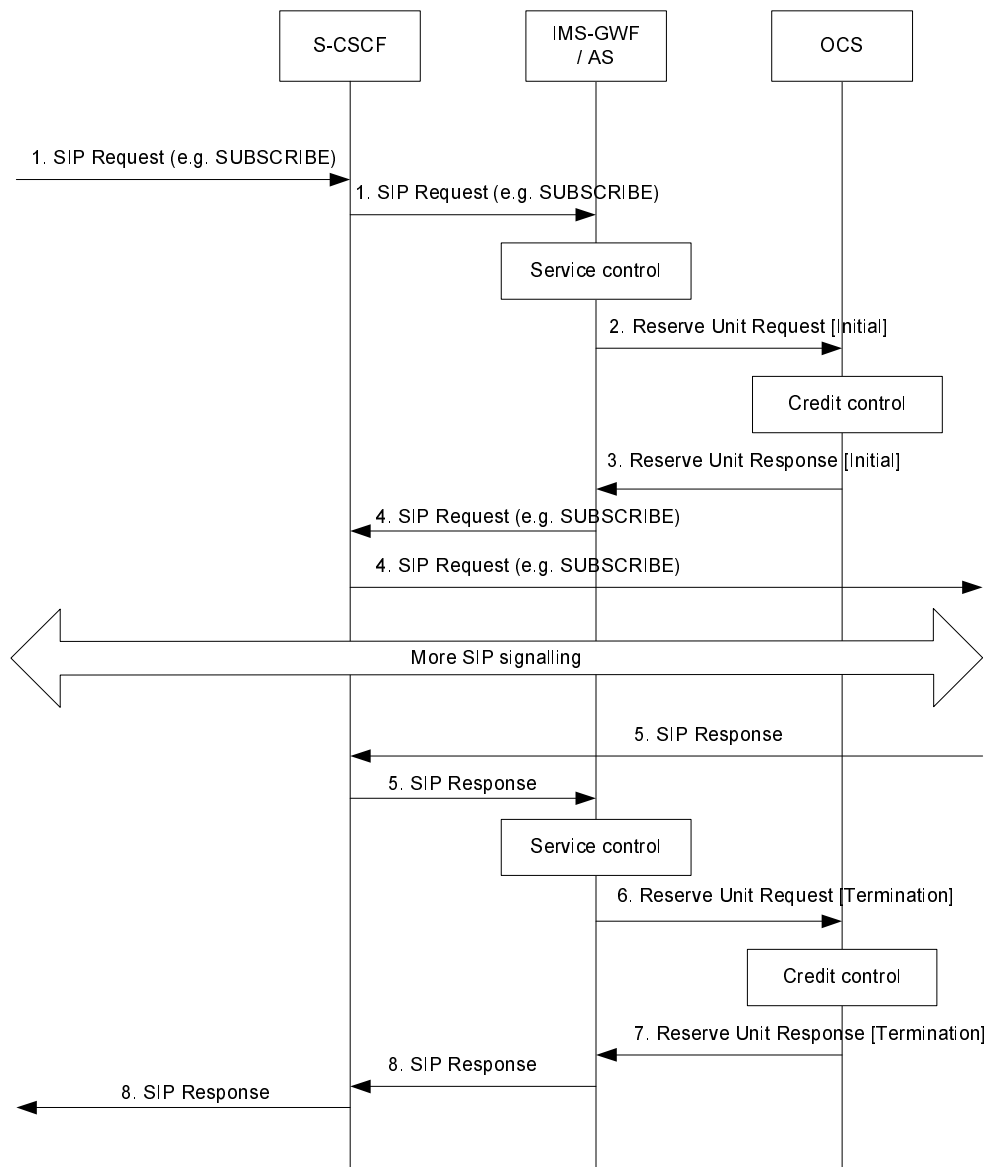 S-CSCF
IMS-GWF
/ AS
OCS
1. SIP Request (e.g. SUBSCRIBE)
1. SIP Request (e.g. SUBSCRIBE)
Service control
2. Reserve Unit Request [Initial]
Credit control
3. Reserve Unit Response [Initial]
4. SIP Request (e.g. SUBSCRIBE)
4. SIP Request (e.g. SUBSCRIBE)
More SIP signalling
5. SIP Response
5. SIP Response
Service control
6. Reserve Unit Request [Termination]
Credit control
7. Reserve Unit Response [Termination]
8. SIP Response
8. SIP Response